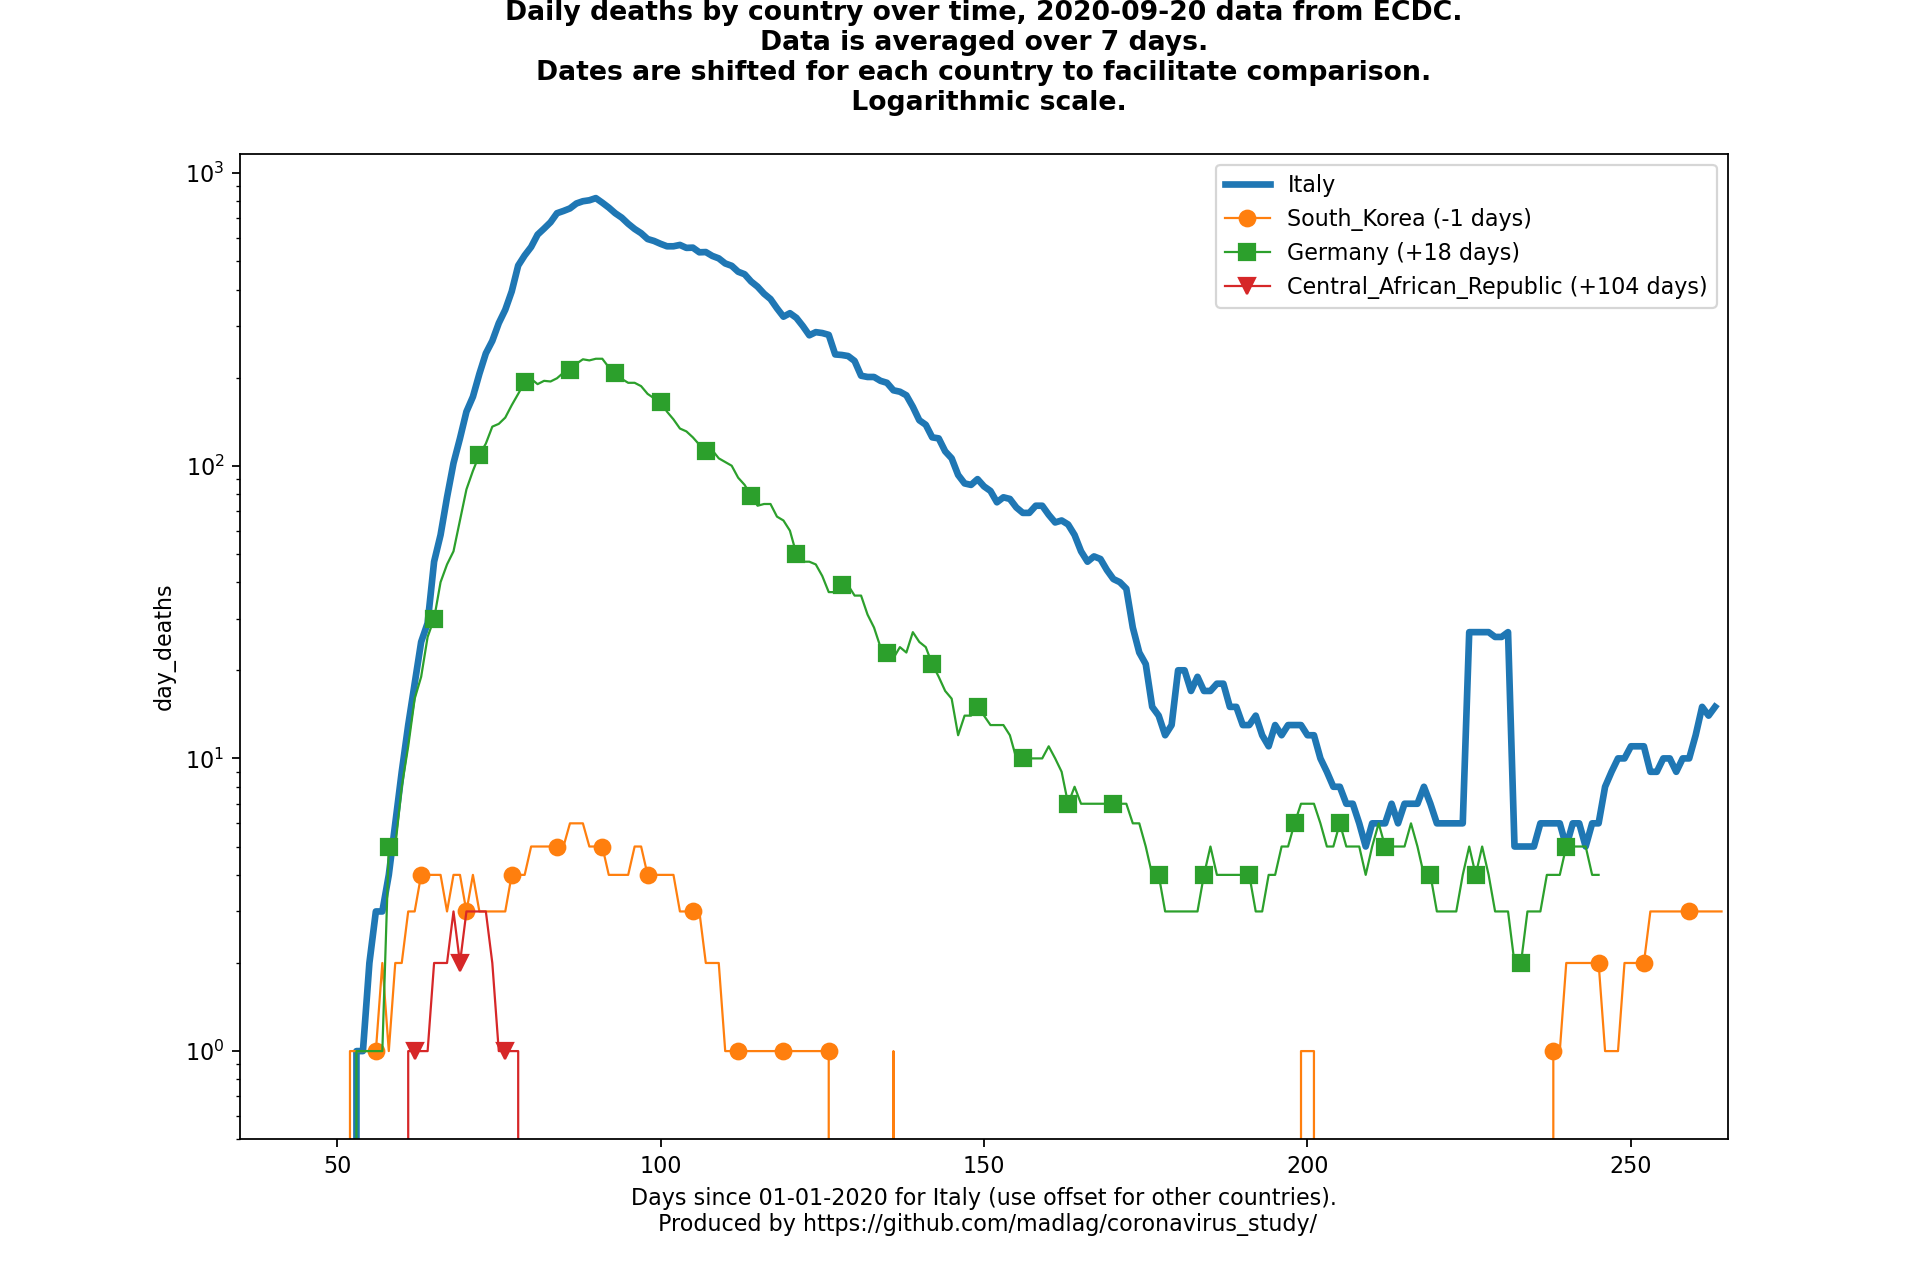 Daily deaths by country over time, 2020-09-20 data from ECDC.
Data is averaged over 7 days.
Dates are shifted for each country to facilitate comparison.
Logarithmic scale.
10³
10²
10¹
10⁰
day_deaths
Italy
South_Korea (-1 days)
Germany (+18 days)
Central_African_Republic (+104 days)
50 100 150 200 250
Days since 01-01-2020 for Italy (use offset for other countries).
Produced by https://github.com/madlag/coronavirus_study/